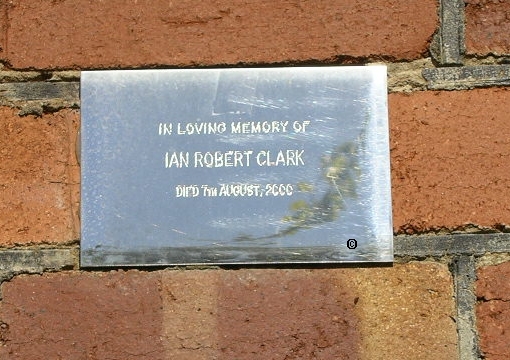 IN LOVING MEMORY OF
IAN ROBERT CLARK
DIED 7TH AUGUST, 2000
©